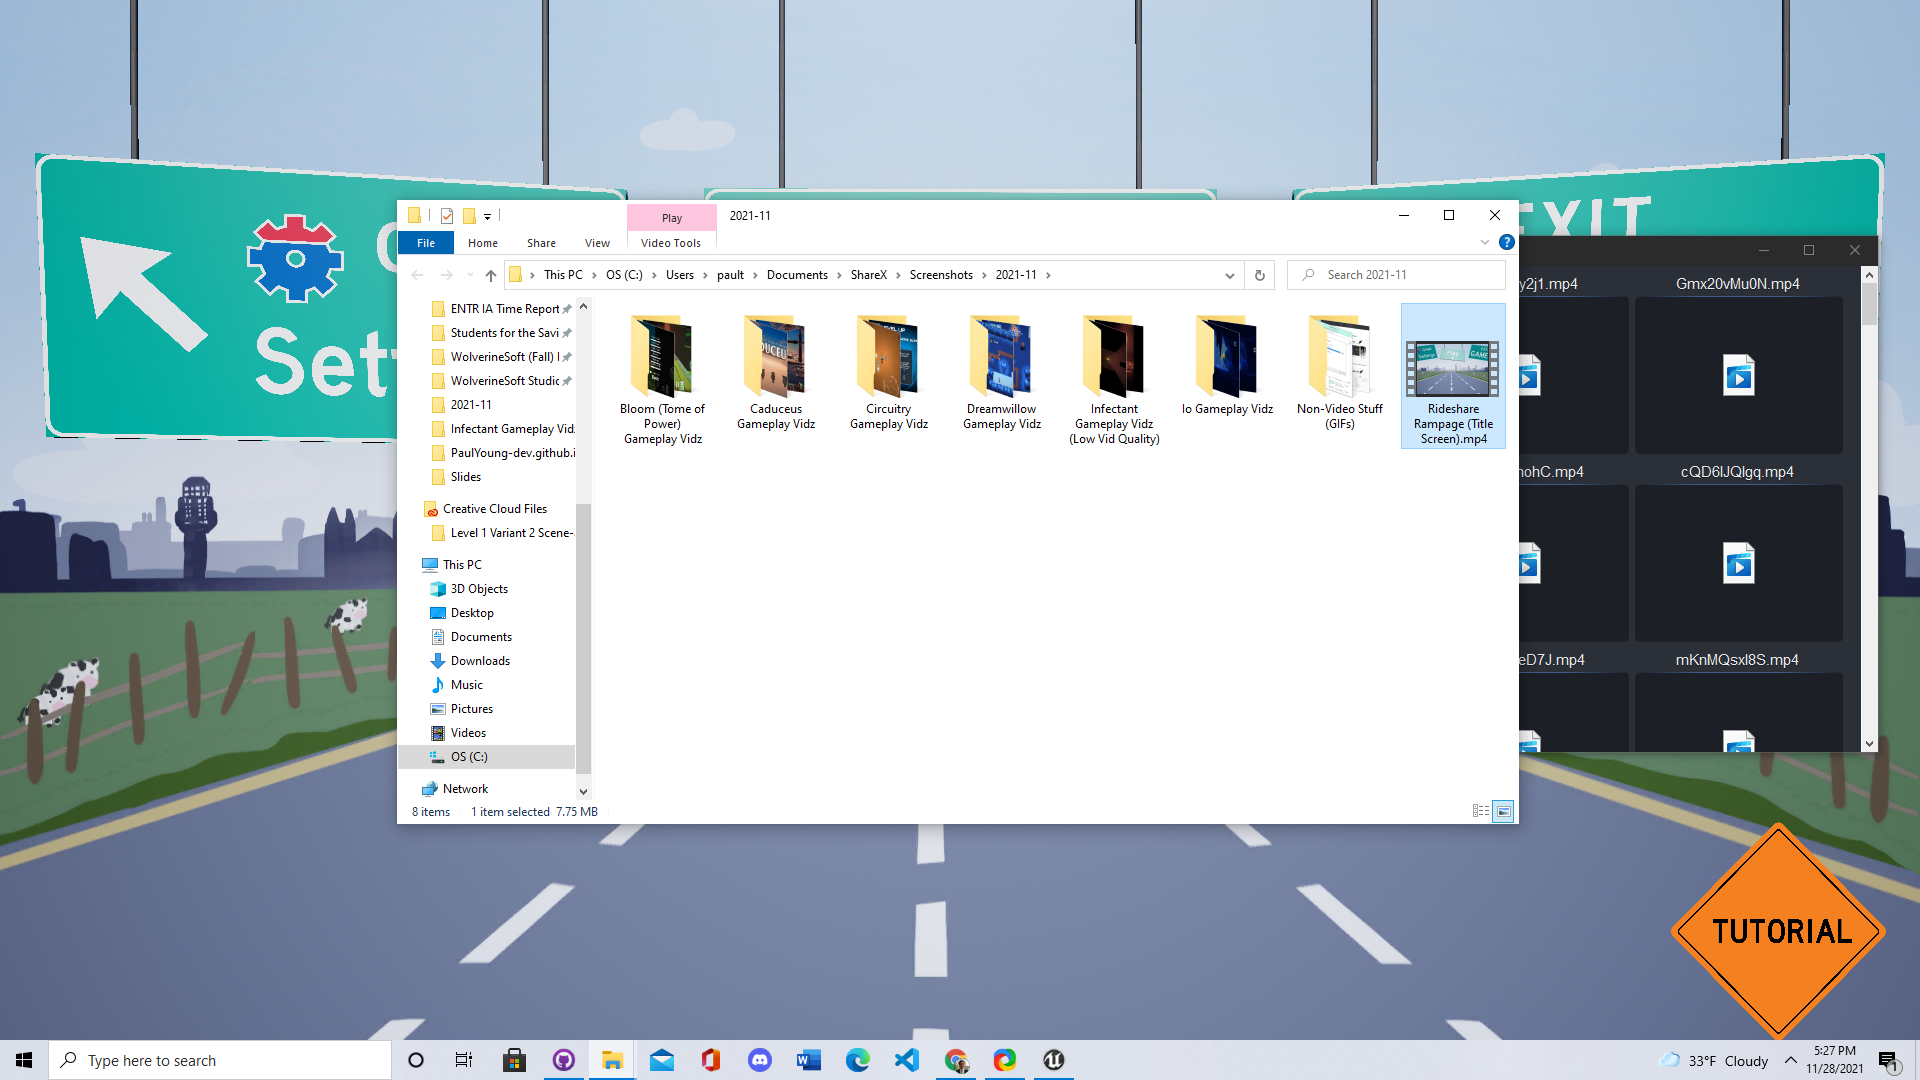 Set
EXIT
Play
2021-11
File
Home
Share
View
Video Tools
This PC
OS (C:)
Users
pault
Documents
ShareX
Screenshots
2021-11
Search 2021-11
ENTR IA Time Report
Students for the Savi
WolverineSoft (Fall)
WolverineSoft Studio
2021-11
Infectant Gameplay Vidz
PaulYoung-dev.github.i
Slides
Creative Cloud Files
Level 1 Variant 2 Scene-
This PC
3D Objects
Desktop
Documents
Downloads
Music
Pictures
Videos
OS (C:)
Network
Bloom (Tome of
Power)
Gameplay Vidz
Caduceus
Gameplay Vidz
Circuitry
Gameplay Vidz
Dreamwillow
Gameplay Vidz
Infectant
Gameplay Vidz
(Low Vid Quality)
Io Gameplay Vidz
Non-Video Stuff
(GIFs)
Rideshare
Rampage (Title
Screen).mp4
8 items
1 item selected 7.75 MB
y2j1.mp4
Gmx20vMu0N.mp4
hohC.mp4
cQD6lJQlgq.mp4
eD7J.mp4
mKnMQsxl8S.mp4
TUTORIAL
Type here to search
33°F Cloudy
5:27 PM
11/28/2021
1